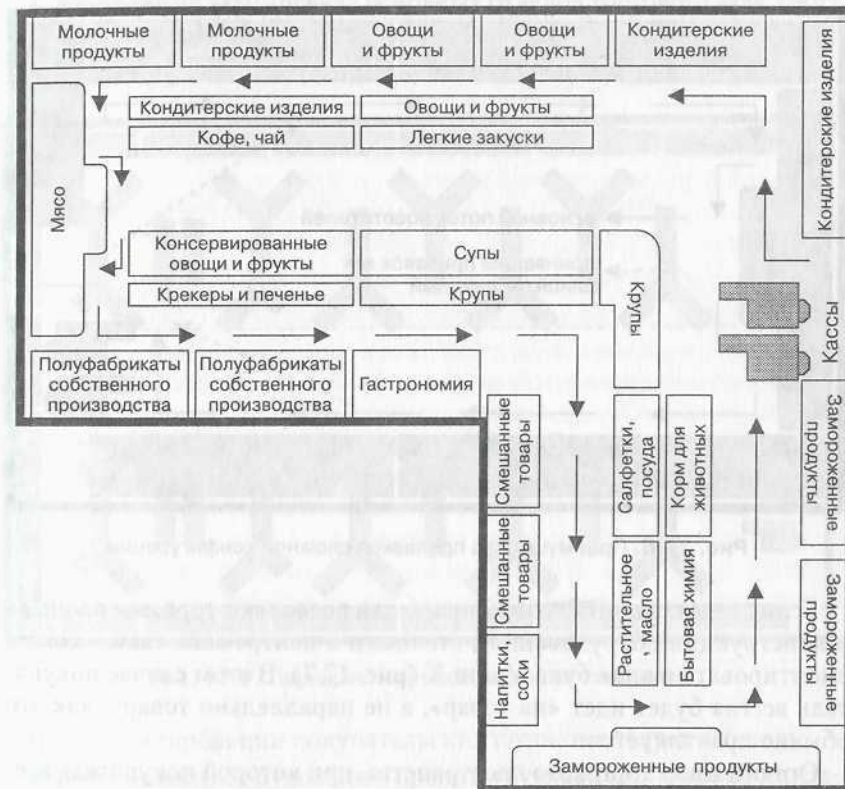 Молочные
продукты
Молочные
продукты
Овощи
и фрукты
Овощи
и фрукты
Кондитерские
изделия
Кондитерские изделия
Кондитерские изделия
Овощи и фрукты
Кофе, чай
Легкие закуски
Мясо
Консервированные
овощи и фрукты
Супы
Крупы
Крекеры и печенье
Крупы
Кассы
Полуфабрикаты
собственного
производства
Полуфабрикаты
собственного
производства
Гастрономия
Смешанные
товары
Салфетки,
посуда
Корм для
животных
Замороженные
продукты
Смешанные
товары
Напитки,
соки
Растительное
масло
Бытовая химия
Замороженные
продукты
Замороженные продукты